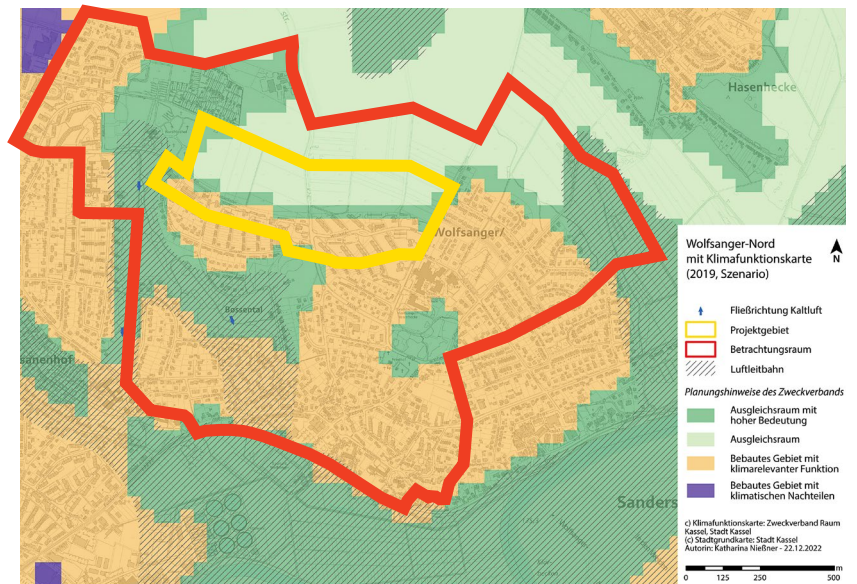 Hasenhecke
Wolfsanger/
Bossental
sanenhof
Sanders
Wolfsanger-Nord
mit Klimafunktionskarte
(2019, Szenario)
N
Fließrichtung Kaltluft
Projektgebiet
Betrachtungsraum
Luftleitbahn
Planungshinweise des Zweckverbands
Ausgleichsraum mit
hoher Bedeutung
Ausgleichsraum
Bebautes Gebiet mit
klimarelevanter Funktion
Bebautes Gebiet mit
klimatischen Nachteilen
c) Klimafunktionskarte: Zweckverband Raum
Kassel, Stadt Kassel
(c) Stadtgrundkarte: Stadt Kassel
Autorin: Katharina Nießner - 22.12.2022
m
0 125 250 500